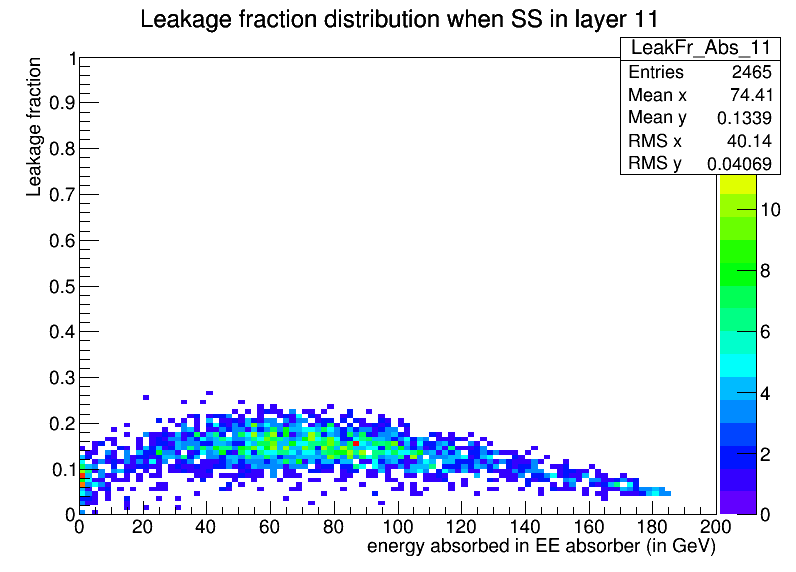 Leakage fraction distribution when SS in layer 11
LeakFr_Abs_11
Entries 2465
Mean x 74.41
Mean y 0.1339
RMS x 40.14
RMS y 0.04069
Leakage fraction
1
0.9
0.8
0.7
0.6
0.5
0.4
0.3
0.2
0.1
0
0 20 40 60 80 100 120 140 160 180 200
energy absorbed in EE absorber (in GeV)
10
8
6
4
2
0